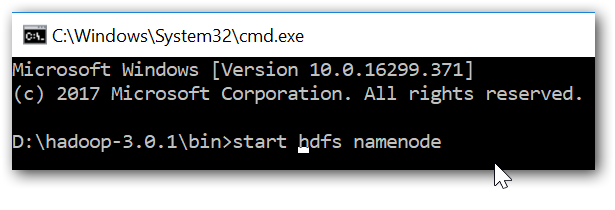 C:\Windows\System32\cmd.exe
Microsoft Windows [Version 10.0.16299.371]
(c) 2017 Microsoft Corporation. All rights reserved.
D:\hadoop-3.0.1\bin>start hdfs namenode